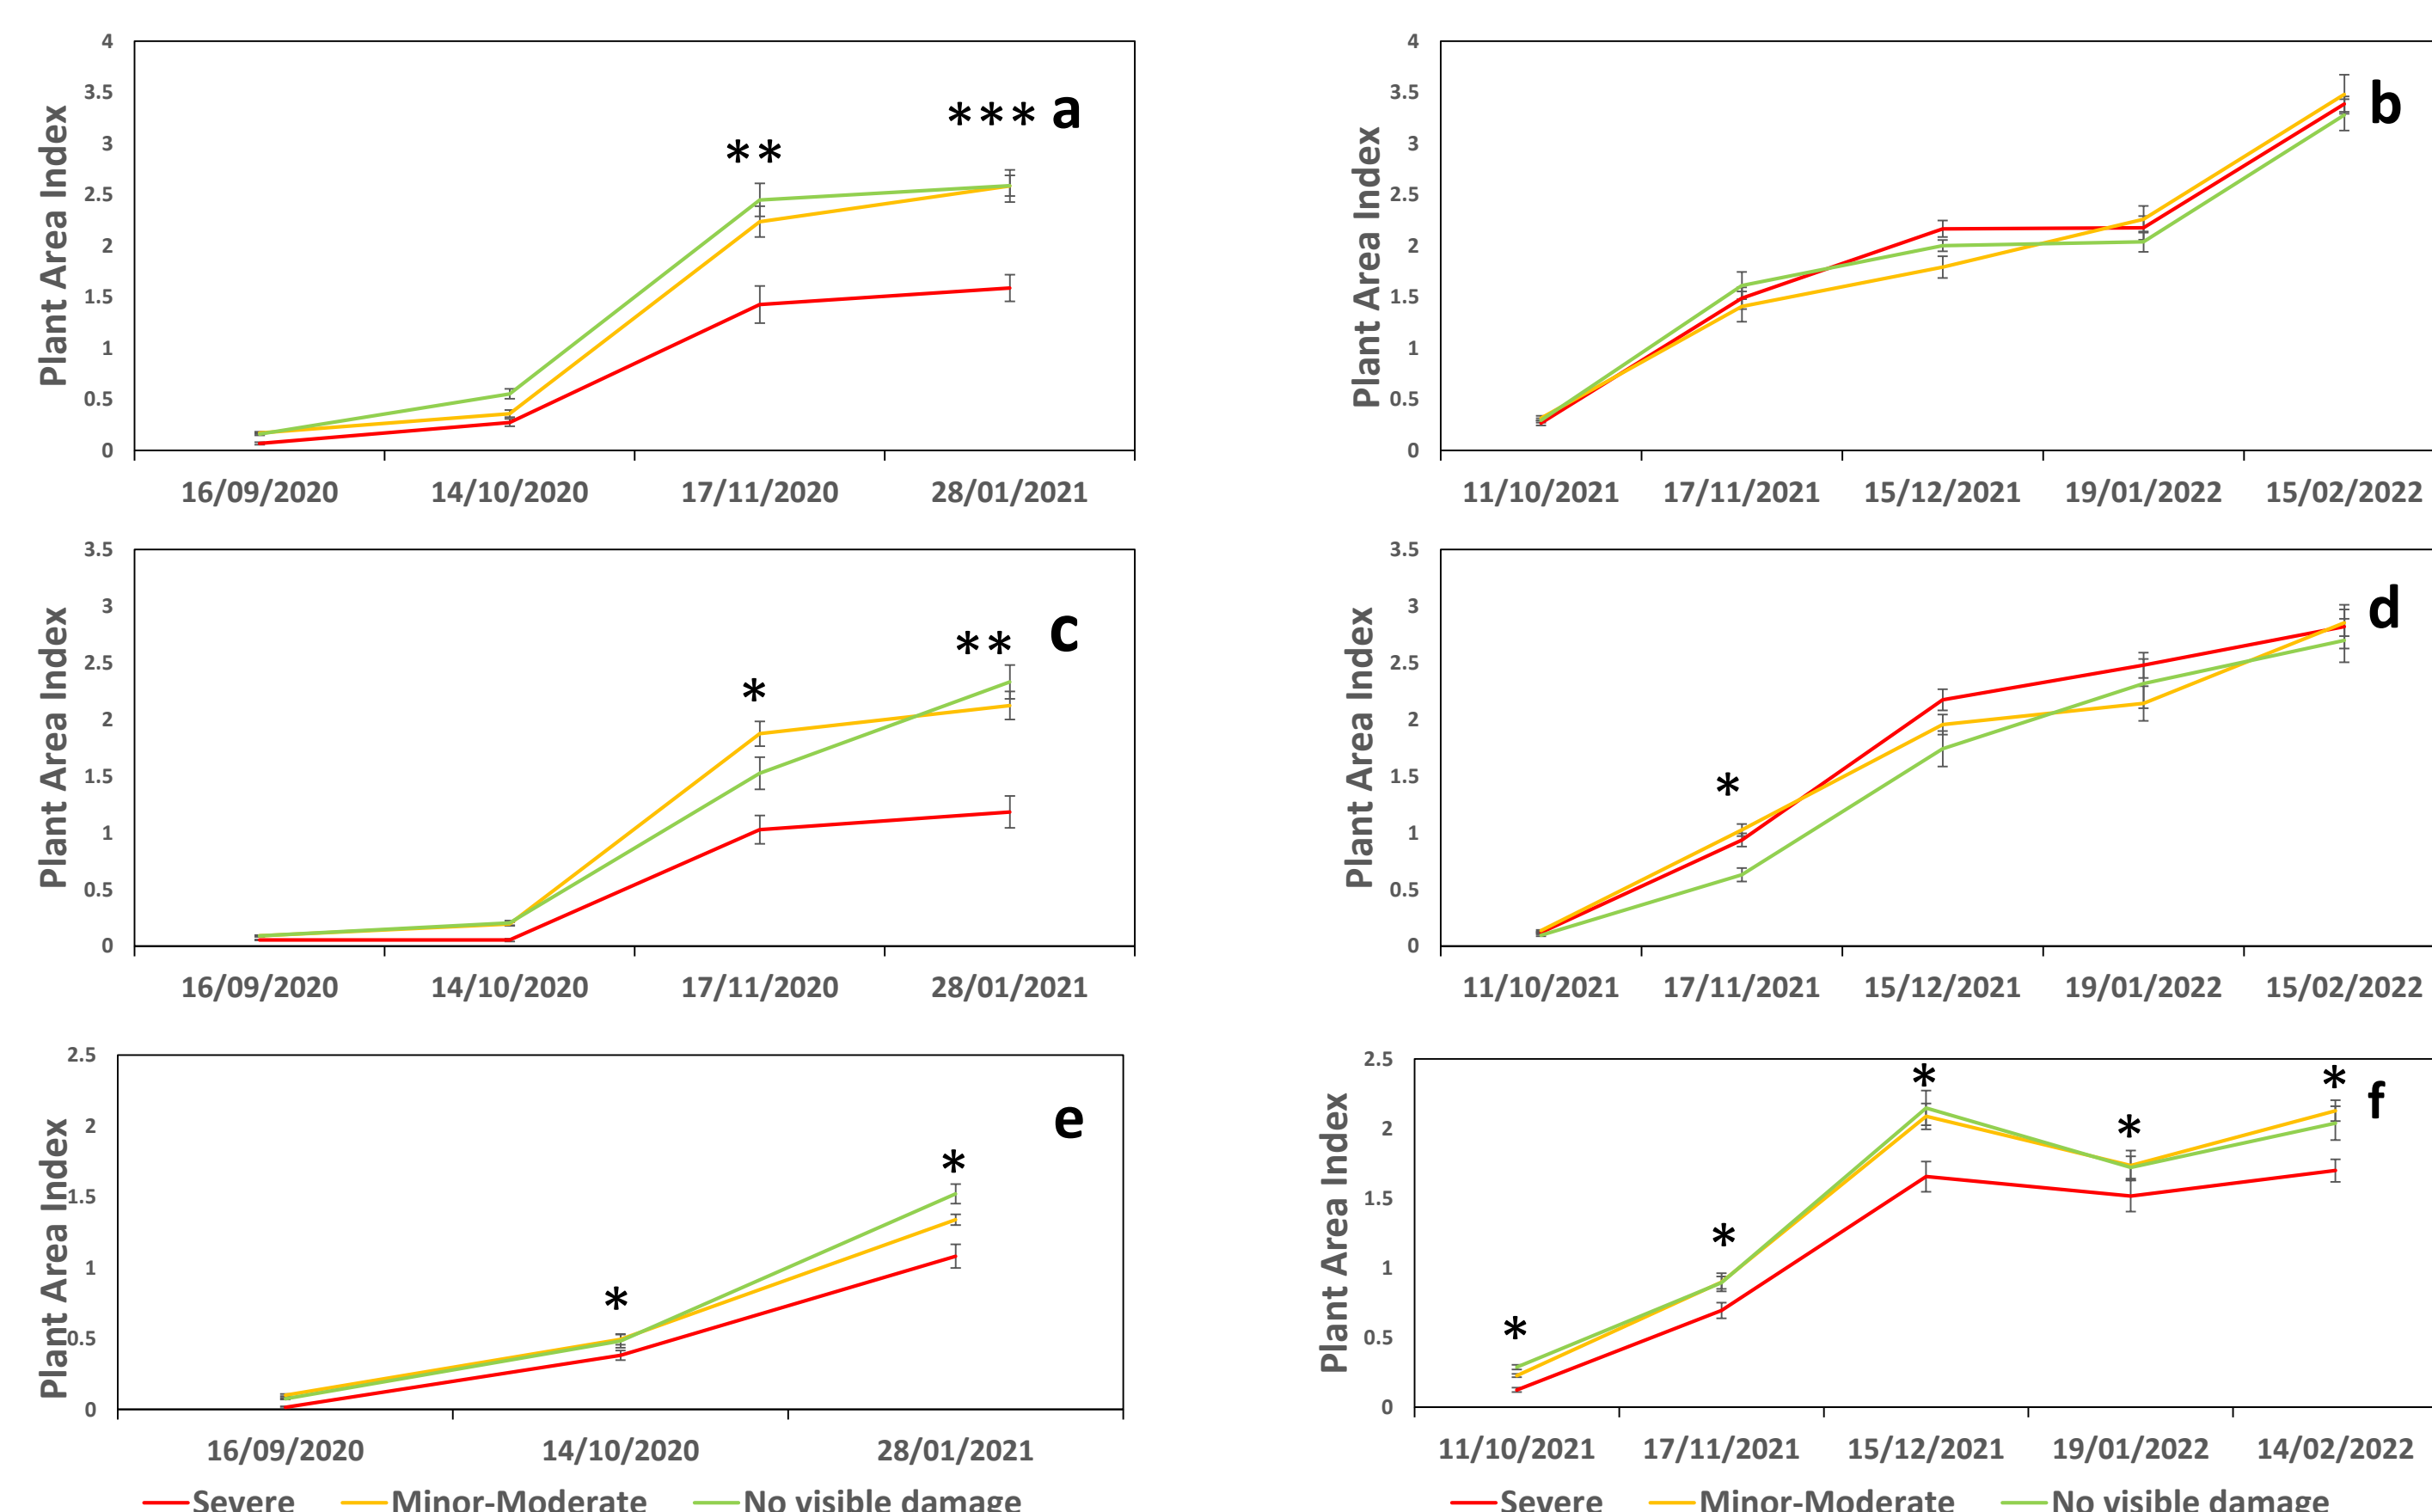 Plant Area Index
4
3.5
3
2.5
2
1.5
1
0.5
0
** *** a
16/09/2020 14/10/2020 17/11/2020 28/01/2021
Plant Area Index
4
3.5
3
2.5
2
1.5
1
0.5
0
b
11/10/2021 17/11/2021 15/12/2021 19/01/2022 15/02/2022
Plant Area Index
3.5
3
2.5
2
1.5
1
0.5
0
* ** c
16/09/2020 14/10/2020 17/11/2020 28/01/2021
Plant Area Index
3.5
3
2.5
2
1.5
1
0.5
0
* d
11/10/2021 17/11/2021 15/12/2021 19/01/2022 15/02/2022
Plant Area Index
2.5
2
1.5
1
0.5
0
* * e
16/09/2020 14/10/2020 28/01/2021
Severe Minor-Moderate No visible damage
Plant Area Index
2.5
2
1.5
1
0.5
0
* * * * * f
11/10/2021 17/11/2021 15/12/2021 19/01/2022 14/02/2022
Severe Minor-Moderate No visible damage